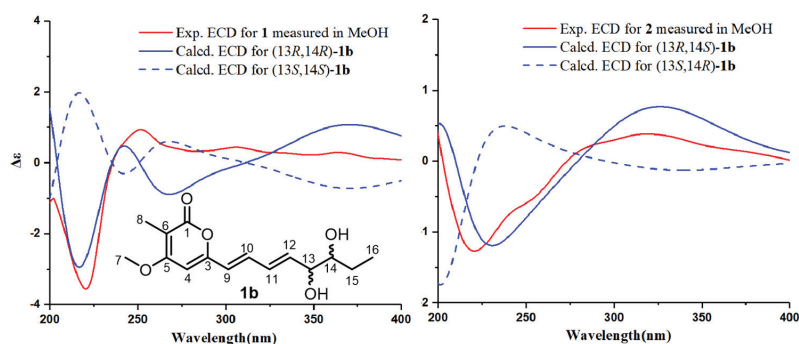 Exp. ECD for 1 measured in MeOH
Calcd. ECD for (13R,14R)-1b
Calcd. ECD for (13S,14S)-1b
Δε
4
2
0
-2
-4
200
250
300
350
400
Wavelength(nm)
O
8
6
1
O
7
O
5
4
3
9
10
11
12
13
14
15
16
OH
OH
1b
Exp. ECD for 2 measured in MeOH
Calcd. ECD for (13R,14S)-1b
Calcd. ECD for (13S,14R)-1b
2
1
0
1
2
200
250
300
350
400
Wavelength(nm)